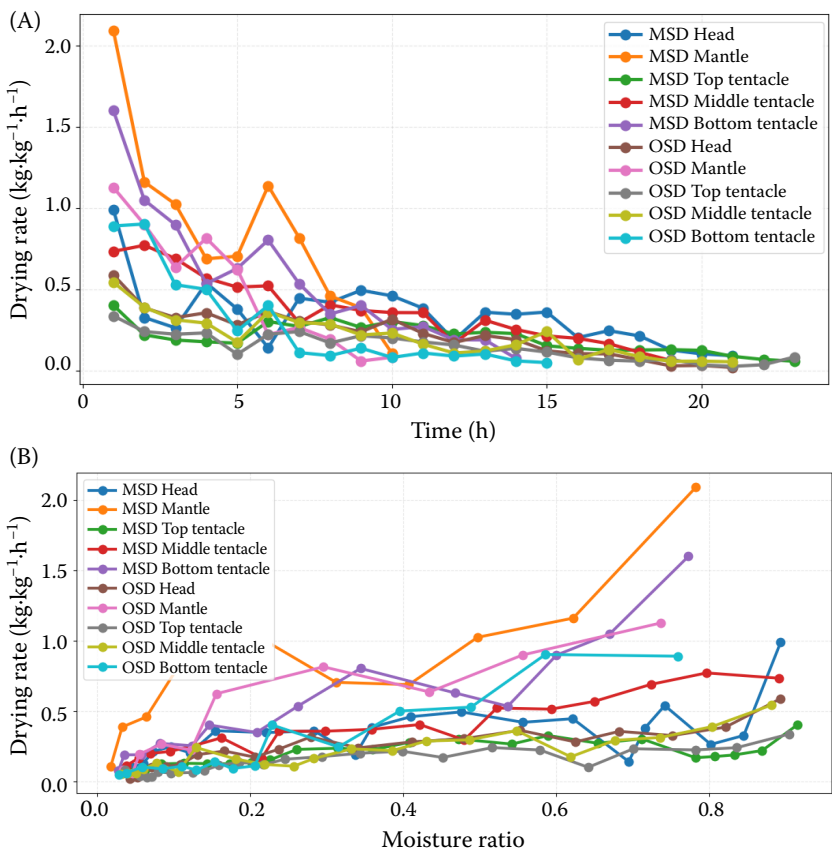 (A)
2.0
1.5
1.0
0.5
0.0
Drying rate (kg·kg⁻¹·h⁻¹)
MSD Head
MSD Mantle
MSD Top tentacle
MSD Middle tentacle
MSD Bottom tentacle
OSD Head
OSD Mantle
OSD Top tentacle
OSD Middle tentacle
OSD Bottom tentacle
0 5 10 15 20
Time (h)
(B)
2.0
1.5
1.0
0.5
0.0
Drying rate (kg·kg⁻¹·h⁻¹)
MSD Head
MSD Mantle
MSD Top tentacle
MSD Middle tentacle
MSD Bottom tentacle
OSD Head
OSD Mantle
OSD Top tentacle
OSD Middle tentacle
OSD Bottom tentacle
0.0 0.2 0.4 0.6 0.8
Moisture ratio